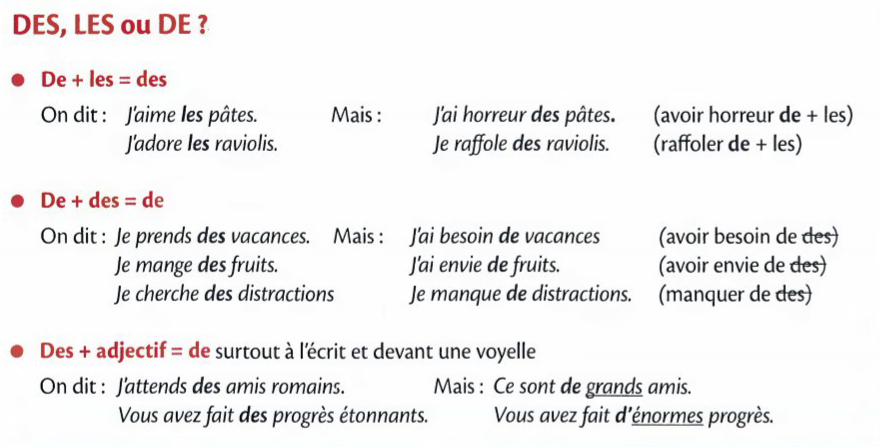 DES, LES ou DE ?
● De + les = des
On dit : J'aime les pâtes. Mais : J'ai horreur des pâtes. (avoir horreur de + les)
J'adore les raviolis. Je raffole des raviolis. (raffoler de + les)
● De + des = de
On dit : Je prends des vacances. Mais : J'ai besoin de vacances (avoir besoin de des)
Je mange des fruits. J'ai envie de fruits. (avoir envie de des)
Je cherche des distractions Je manque de distractions. (manquer de des)
● Des + adjectif = de surtout à l'écrit et devant une voyelle
On dit : J'attends des amis romains. Mais : Ce sont de grands amis.
Vous avez fait des progrès étonnants. Vous avez fait d'énormes progrès.